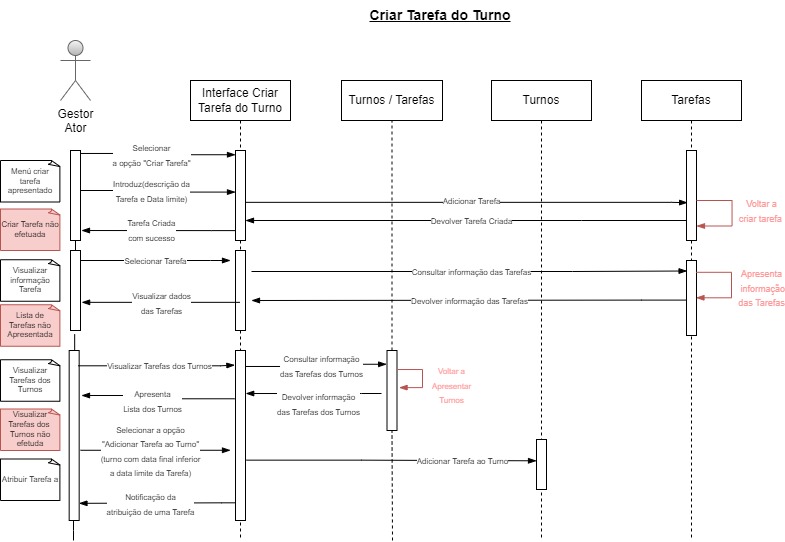 Criar Tarefa do Turno
Gestor
Ator
Interface Criar
Tarefa do Turno
Turnos / Tarefas
Turnos
Tarefas
Selecionar
a opção "Criar Tarefa"
Menú criar
tarefa
apresentado
Introduz(descrição da
Tarefa e Data limite)
Adicionar Tarefa
Voltar a
criar tarefa
Criar Tarefa não
efetuada
Tarefa Criada
com sucesso
Devolver Tarefa Criada
Selecionar Tarefa
Visualizar
informação
Tarefa
Consultar informação das Tarefas
Apresenta
informação
das Tarefas
Visualizar dados
das Tarefas
Devolver informação das Tarefas
Lista de
Tarefas não
Apresentada
Visualizar
Tarefas dos
Turnos
Visualizar Tarefas dos Turnos
Consultar informação
das Tarefas dos Turnos
Voltar a
Apresentar
Turnos
Apresenta
Lista dos Turnos
Devolver informação
das Tarefas dos Turnos
Visualizar
Tarefas dos
Turnos não
efetuda
Selecionar a opção
"Adicionar Tarefa ao Turno"
(turno com data final inferior
a data limite da Tarefa)
Adicionar Tarefa ao Turno
Atribuir Tarefa a
Notificação da
atribuição de uma Tarefa